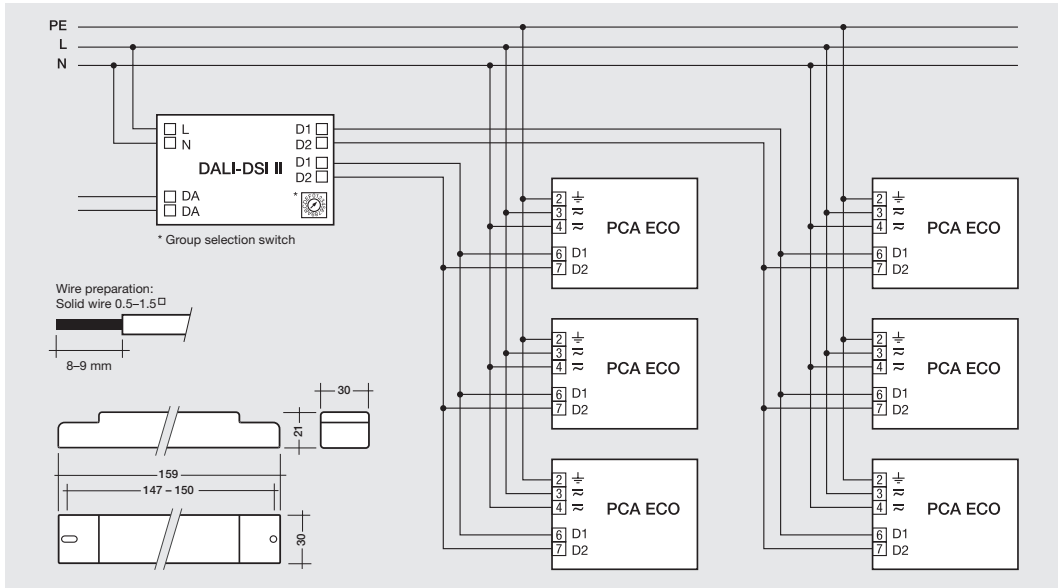 PE
L
N
L
N
DALI-DSI II
D1
D2
D1
D2
DA
DA
*
* Group selection switch
Wire preparation:
Solid wire 0.5–1.5□
8–9 mm
30
21
159
147 – 150
30
2
3
4
PCA ECO
6 D1
7 D2
2
3
4
PCA ECO
6 D1
7 D2
2
3
4
PCA ECO
6 D1
7 D2
2
3
4
PCA ECO
6 D1
7 D2
2
3
4
PCA ECO
6 D1
7 D2
2
3
4
PCA ECO
6 D1
7 D2